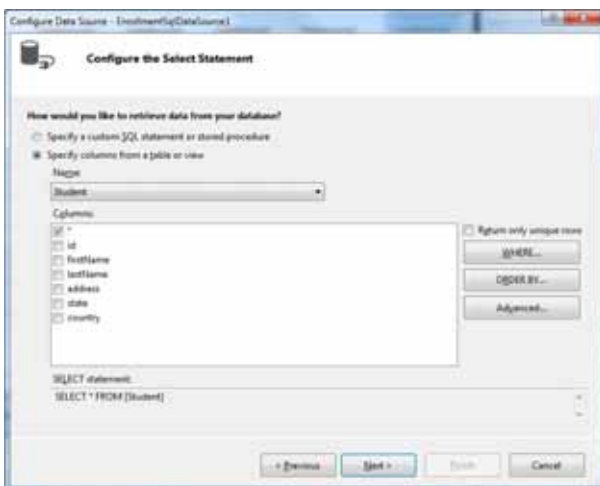 Configure Data Source - EnrollmentSqlDataSource1
Configure the Select Statement
How would you like to retrieve data from your database?
Specify a custom SQL statement or stored procedure
Specify columns from a table or view
Name:
Student
Columns:
*
id
firstName
lastName
address
state
country
Return only unique rows
WHERE...
ORDER BY...
Advanced...
SELECT statement:
SELECT * FROM [Student]
< Previous
Next >
Finish
Cancel